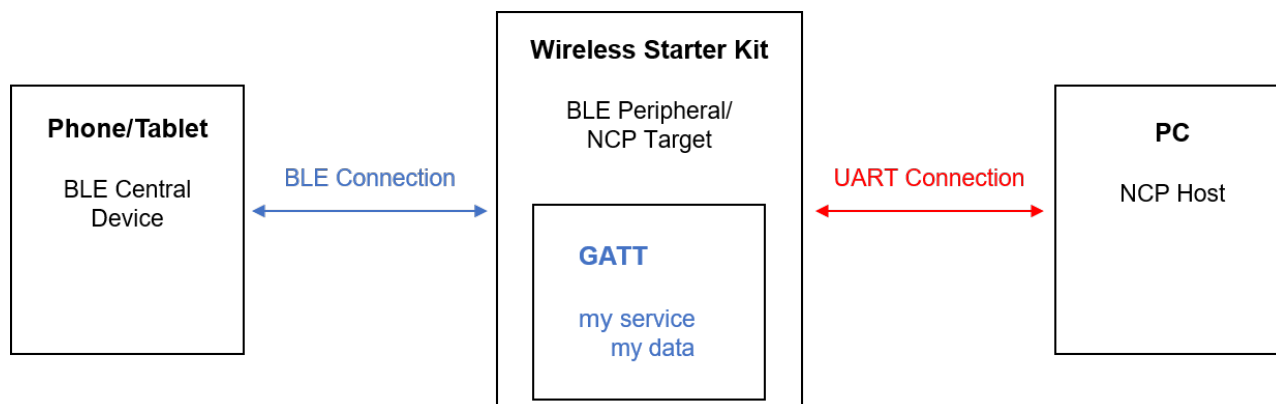 Phone/Tablet
BLE Central
Device
BLE Connection
Wireless Starter Kit
BLE Peripheral/
NCP Target
GATT
my service
my data
UART Connection
PC
NCP Host